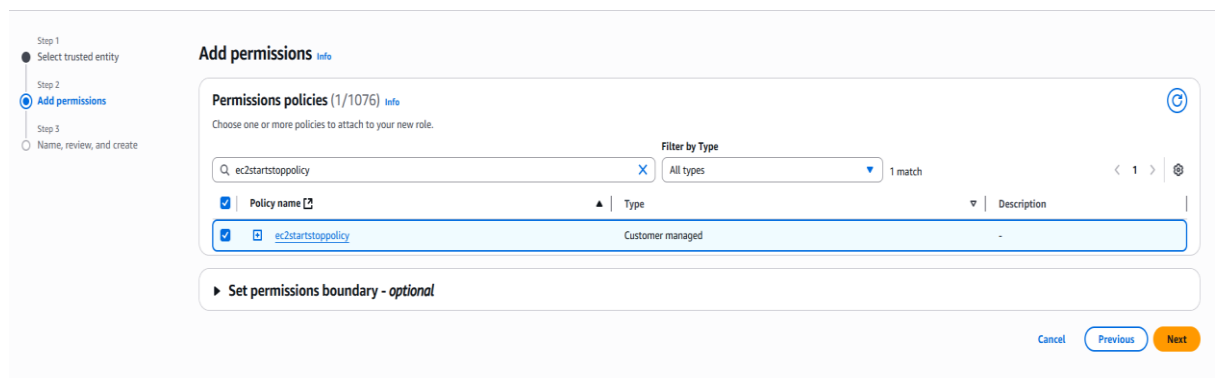 Step 1
Select trusted entity
Step 2
Add permissions
Step 3
Name, review, and create
Add permissions Info
Permissions policies (1/1076) Info
Choose one or more policies to attach to your new role.
Filter by Type
ec2startstoppolicy
All types
1 match
1
Policy name
Type
Description
ec2startstoppolicy
Customer managed
-
Set permissions boundary - optional
Cancel
Previous
Next